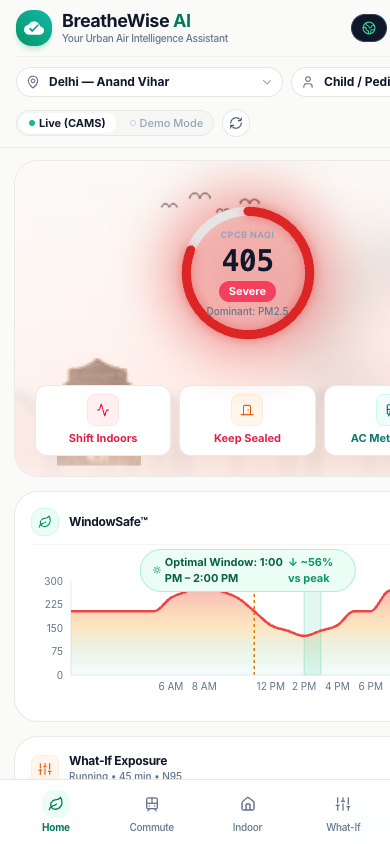 BreatheWise AI
Your Urban Air Intelligence Assistant
Delhi — Anand Vihar
Child / Pedi
Live (CAMS)
Demo Mode
CPCB NAQI
405
Severe
Dominant: PM2.5
Shift Indoors
Keep Sealed
AC Met
WindowSafe™
Optimal Window: 1:00 PM – 2:00 PM
↓ ~56% vs peak
300
225
150
75
0
6 AM 8 AM 12 PM 2 PM 4 PM 6 PM
What-If Exposure
Running • 45 min • N95
Home
Commute
Indoor
What-If